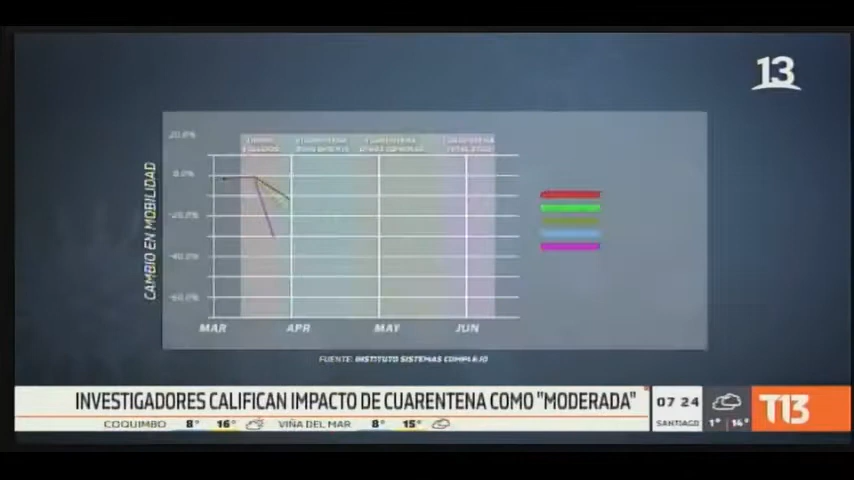 13
20.0%
0.0%
-20.0%
-40.0%
-60.0%
CAMBIO EN MOBILIDAD
MAR APR MAY JUN
FUENTE: INSTITUTO SISTEMAS COMPLEJO
INVESTIGADORES CALIFICAN IMPACTO DE CUARENTENA COMO "MODERADA"
COQUIMBO 8° 16° VIÑA DEL MAR 8° 15°
07 24
SANTIAGO 1° 14°
T13